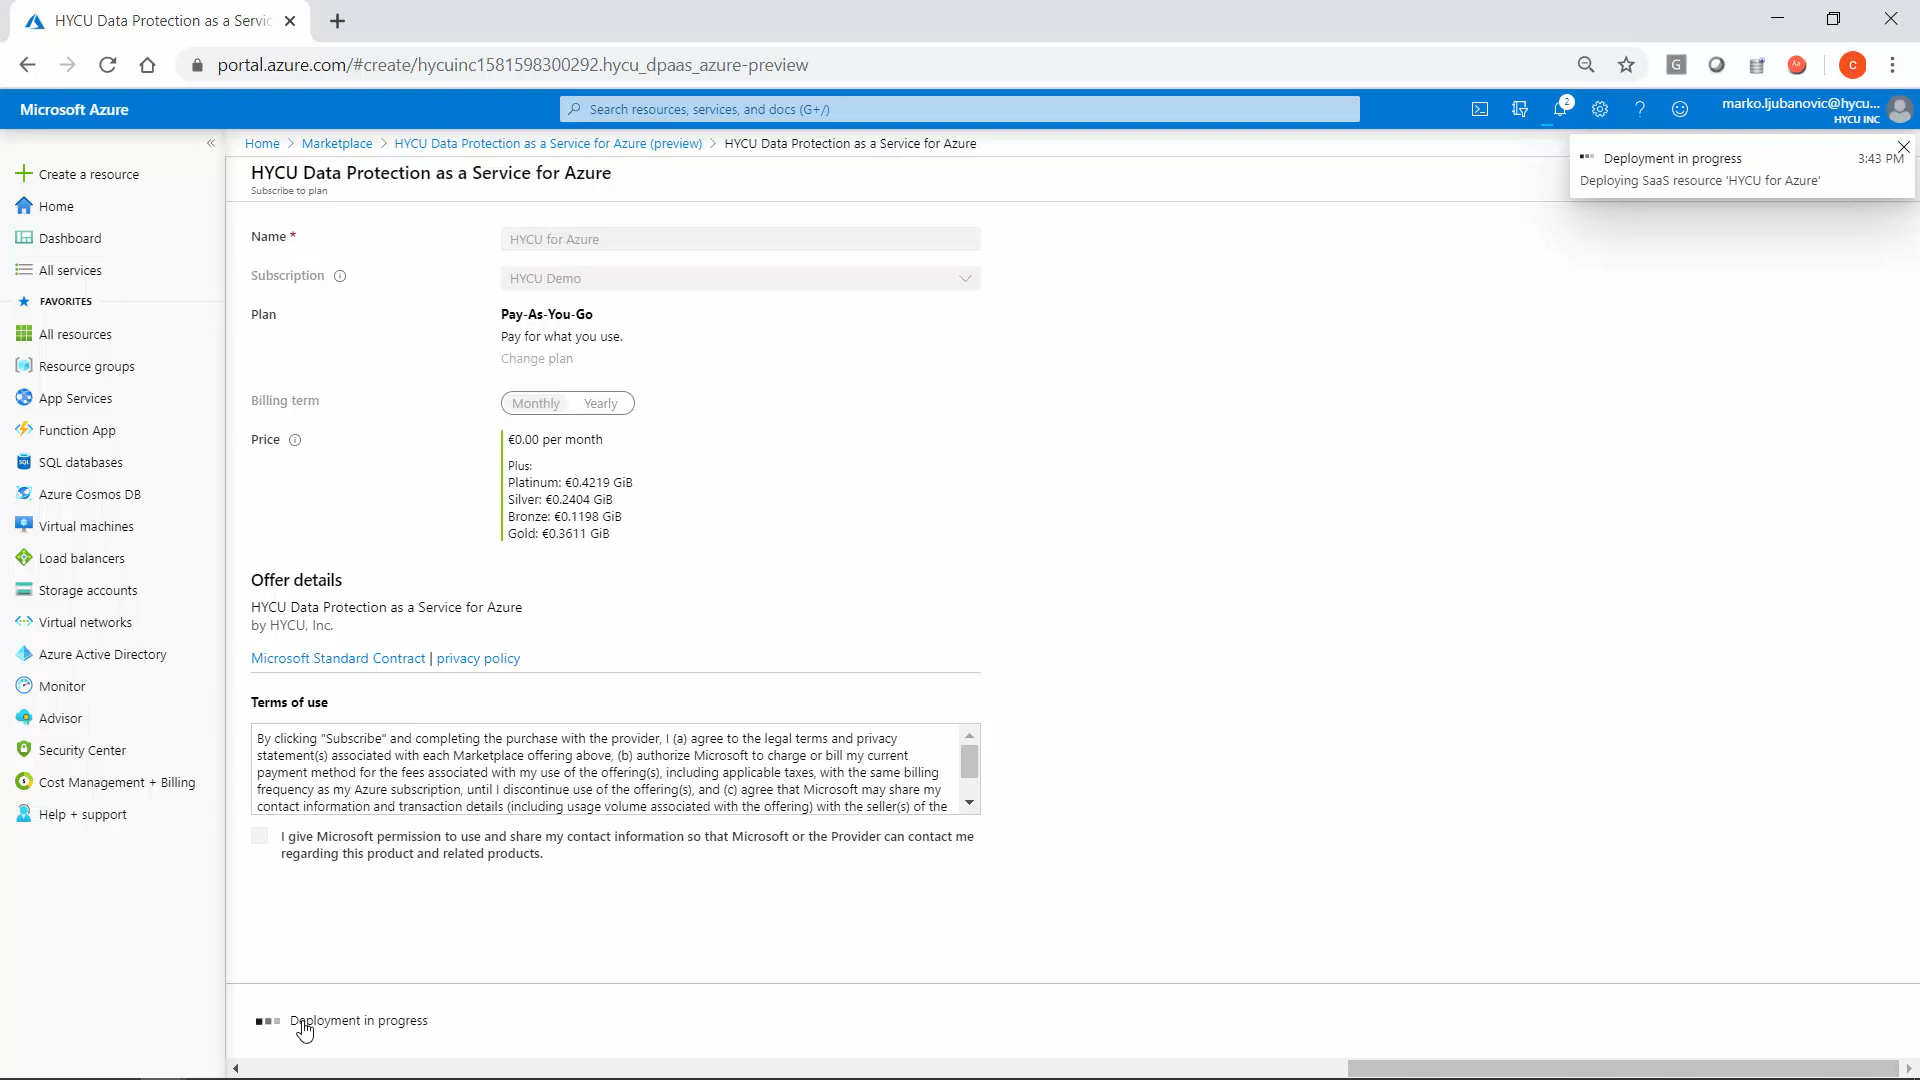 HYCU Data Protection as a Servic
portal.azure.com/#create/hycuinc1581598300292.hycu_dpaas_azure-preview
G
Aa
C
Microsoft Azure
Search resources, services, and docs (G+/)
2
marko.ljubanovic@hycu...
HYCU INC
Home > Marketplace > HYCU Data Protection as a Service for Azure (preview) > HYCU Data Protection as a Service for Azure
Deployment in progress 3:43 PM
Deploying SaaS resource 'HYCU for Azure'
Create a resource
Home
Dashboard
All services
FAVORITES
All resources
Resource groups
App Services
Function App
SQL
SQL databases
Azure Cosmos DB
Virtual machines
Load balancers
Storage accounts
Virtual networks
Azure Active Directory
Monitor
Advisor
Security Center
Cost Management + Billing
Help + support
HYCU Data Protection as a Service for Azure
Subscribe to plan
Name * HYCU for Azure
Subscription HYCU Demo
Plan Pay-As-You-Go
Pay for what you use.
Change plan
Billing term Monthly Yearly
Price €0.00 per month
Plus:
Platinum: €0.4219 GiB
Silver: €0.2404 GiB
Bronze: €0.1198 GiB
Gold: €0.3611 GiB
Offer details
HYCU Data Protection as a Service for Azure
by HYCU, Inc.
Microsoft Standard Contract | privacy policy
Terms of use
By clicking "Subscribe" and completing the purchase with the provider, I (a) agree to the legal terms and privacy
statement(s) associated with each Marketplace offering above, (b) authorize Microsoft to charge or bill my current
payment method for the fees associated with my use of the offering(s), including applicable taxes, with the same billing
frequency as my Azure subscription, until I discontinue use of the offering(s), and (c) agree that Microsoft may share my
contact information and transaction details (including usage volume associated with the offering) with the seller(s) of the
I give Microsoft permission to use and share my contact information so that Microsoft or the Provider can contact me
regarding this product and related products.
Deployment in progress